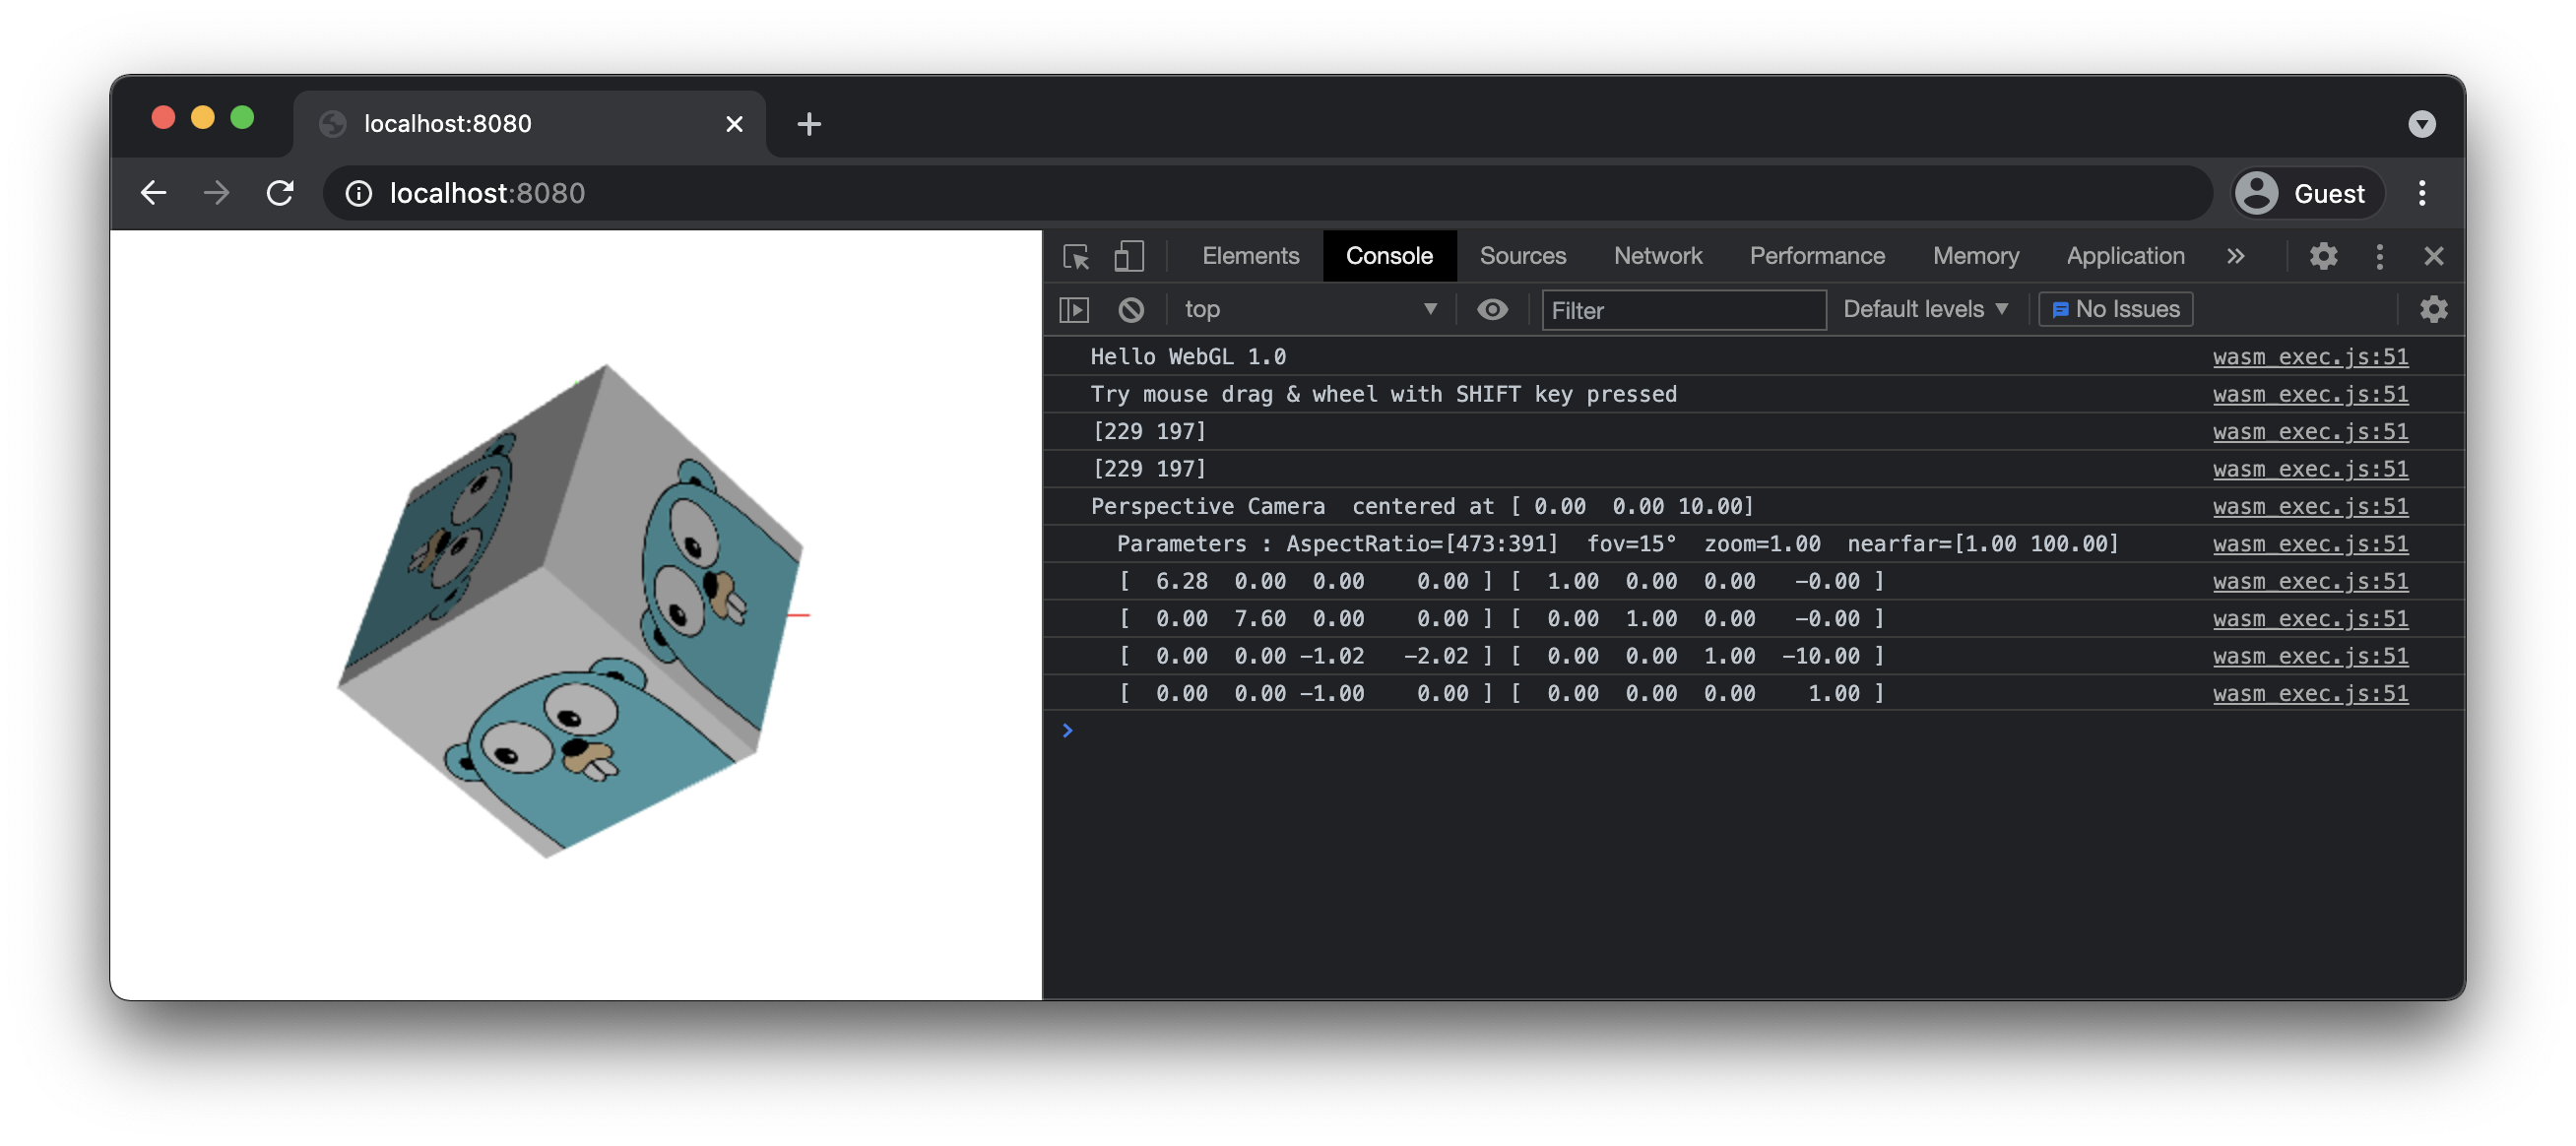 localhost:8080
localhost:8080 Guest
Elements Console Sources Network Performance Memory Application
top Filter Default levels No Issues
Hello WebGL 1.0 wasm_exec.js:51
Try mouse drag & wheel with SHIFT key pressed wasm_exec.js:51
[229 197] wasm_exec.js:51
[229 197] wasm_exec.js:51
Perspective Camera  centered at [ 0.00  0.00 10.00] wasm_exec.js:51
Parameters : AspectRatio=[473:391]  fov=15°  zoom=1.00  nearfar=[1.00 100.00] wasm_exec.js:51
[  6.28  0.00  0.00    0.00 ] [  1.00  0.00  0.00   -0.00 ] wasm_exec.js:51
[  0.00  7.60  0.00    0.00 ] [  0.00  1.00  0.00   -0.00 ] wasm_exec.js:51
[  0.00  0.00 -1.02   -2.02 ] [  0.00  0.00  1.00  -10.00 ] wasm_exec.js:51
[  0.00  0.00 -1.00    0.00 ] [  0.00  0.00  0.00    1.00 ] wasm_exec.js:51